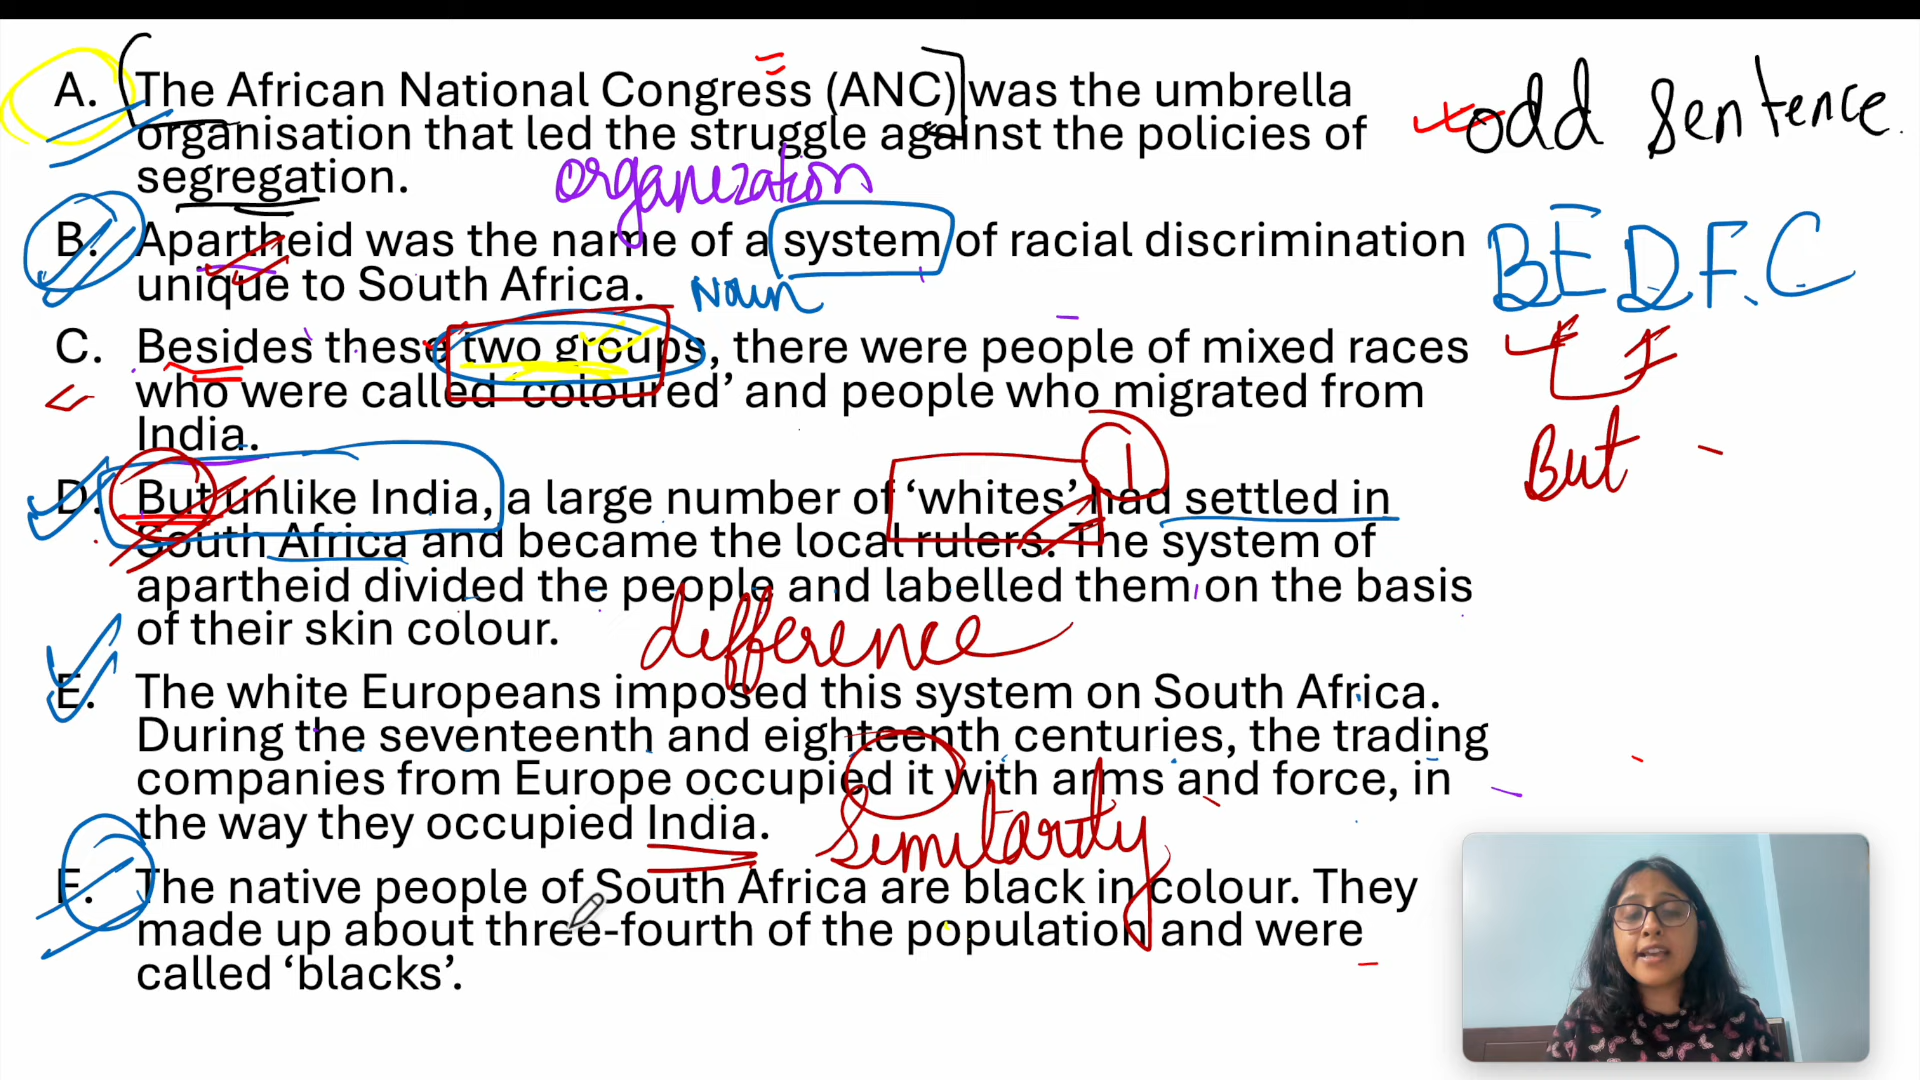 A. The African National Congress (ANC) was the umbrella
organisation that led the struggle against the policies of
segregation.
organization
odd sentence
B. Apartheid was the name of a system of racial discrimination
unique to South Africa.
Noun
BEDFC
C. Besides these two groups, there were people of mixed races
who were called ‘coloured’ and people who migrated from
India.
But
D. But unlike India, a large number of ‘whites’ had settled in
1
South Africa and became the local rulers. The system of
apartheid divided the people and labelled them on the basis
of their skin colour.
difference
E. The white Europeans imposed this system on South Africa.
During the seventeenth and eighteenth centuries, the trading
companies from Europe occupied it with arms and force, in
the way they occupied India.
Similarity
F. The native people of South Africa are black in colour. They
made up about three-fourth of the population and were
called ‘blacks’.